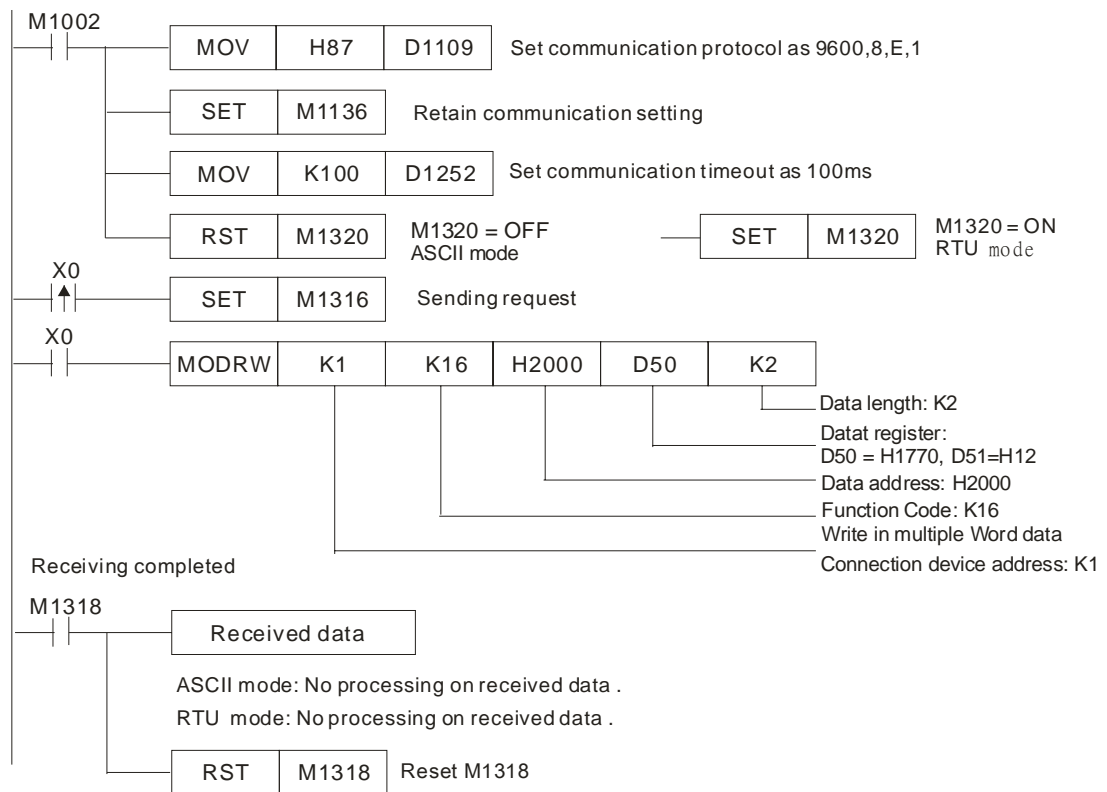 M1002
MOV H87 D1109 Set communication protocol as 9600,8,E,1
SET M1136 Retain communication setting
MOV K100 D1252 Set communication timeout as 100ms
RST M1320 M1320 = OFF
ASCII mode
SET M1320 M1320 = ON
RTU mode
X0
SET M1316 Sending request
X0
MODRW K1 K16 H2000 D50 K2
Data length: K2
Datat register:
D50 = H1770, D51=H12
Data address: H2000
Function Code: K16
Write in multiple Word data
Connection device address: K1
Receiving completed
M1318
Received data
ASCII mode: No processing on received data .
RTU mode: No processing on received data .
RST M1318 Reset M1318